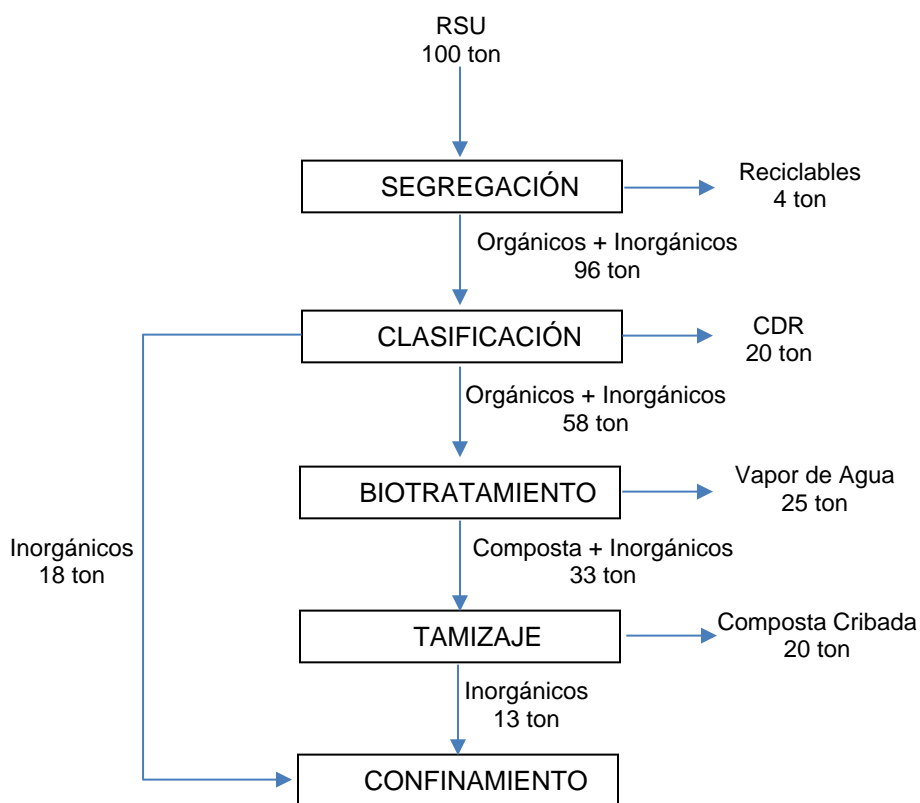 RSU
100 ton
SEGREGACIÓN
Reciclables
4 ton
Orgánicos + Inorgánicos
96 ton
CLASIFICACIÓN
CDR
20 ton
Orgánicos + Inorgánicos
58 ton
BIOTRATAMIENTO
Vapor de Agua
25 ton
Inorgánicos
18 ton
Composta + Inorgánicos
33 ton
TAMIZAJE
Composta Cribada
20 ton
Inorgánicos
13 ton
CONFINAMIENTO